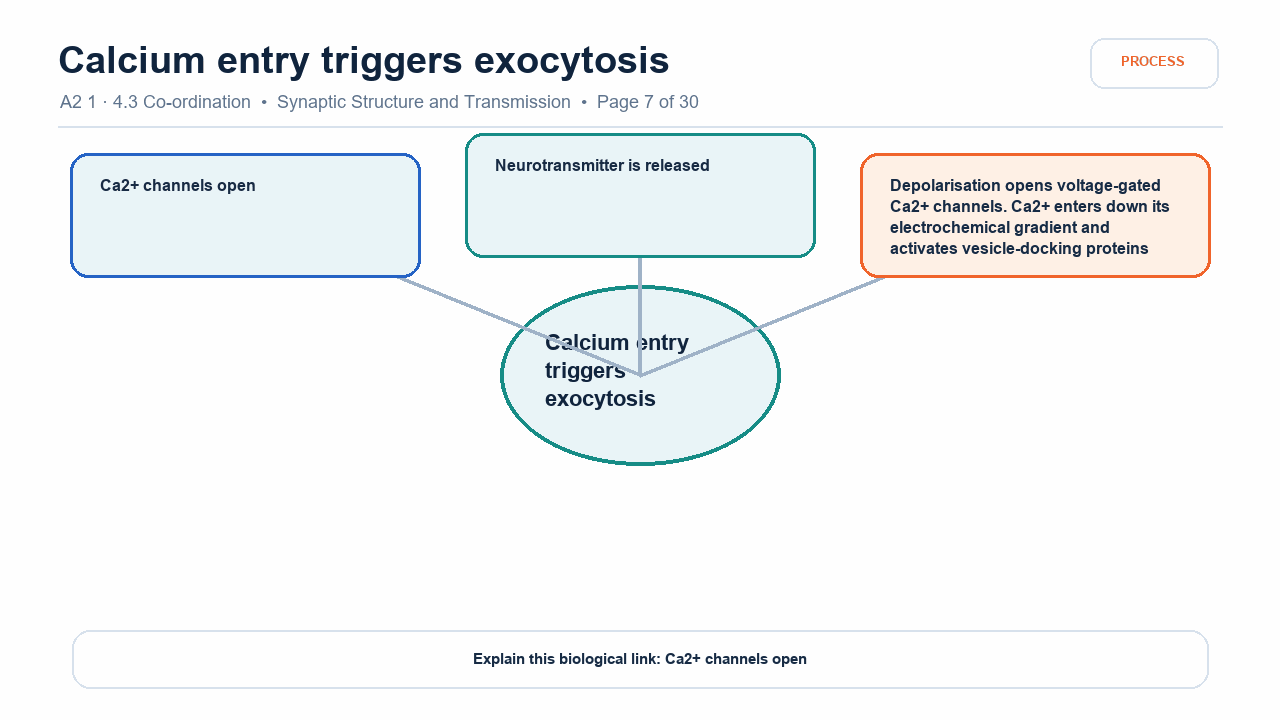 Calcium entry triggers exocytosis
PROCESS
A2 1 · 4.3 Co-ordination • Synaptic Structure and Transmission • Page 7 of 30
Ca2+ channels open
Neurotransmitter is released
Depolarisation opens voltage-gated
Ca2+ channels. Ca2+ enters down its
electrochemical gradient and
activates vesicle-docking proteins
Calcium entry
triggers
exocytosis
Explain this biological link: Ca2+ channels open